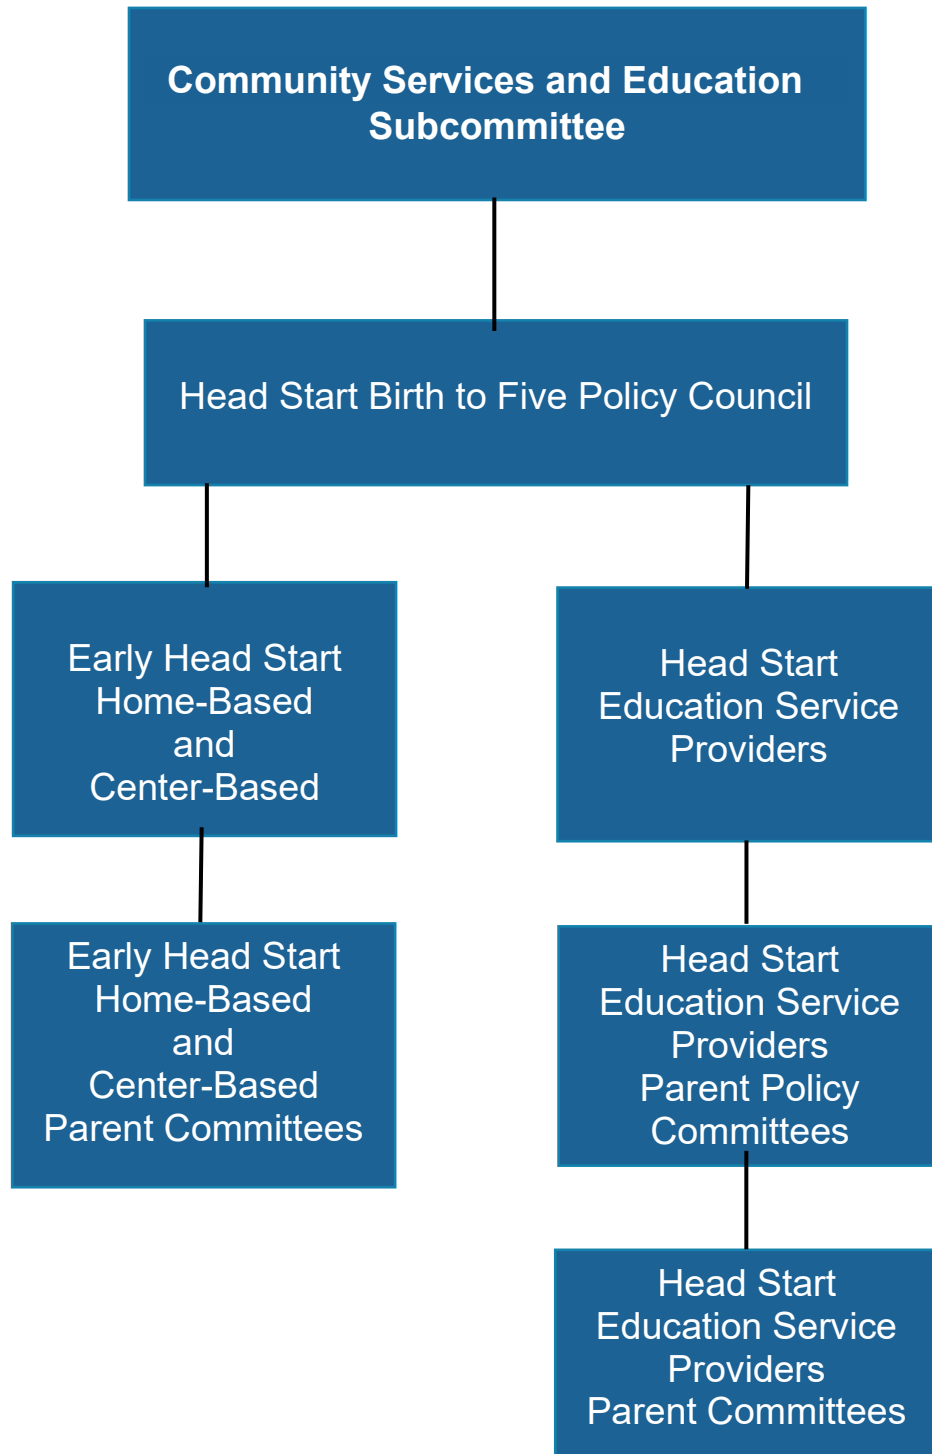 Community Services and Education
Subcommittee
Head Start Birth to Five Policy Council
Early Head Start
Home-Based
and
Center-Based
Head Start
Education Service
Providers
Early Head Start
Home-Based
and
Center-Based
Parent Committees
Head Start
Education Service
Providers
Parent Policy
Committees
Head Start
Education Service
Providers
Parent Committees